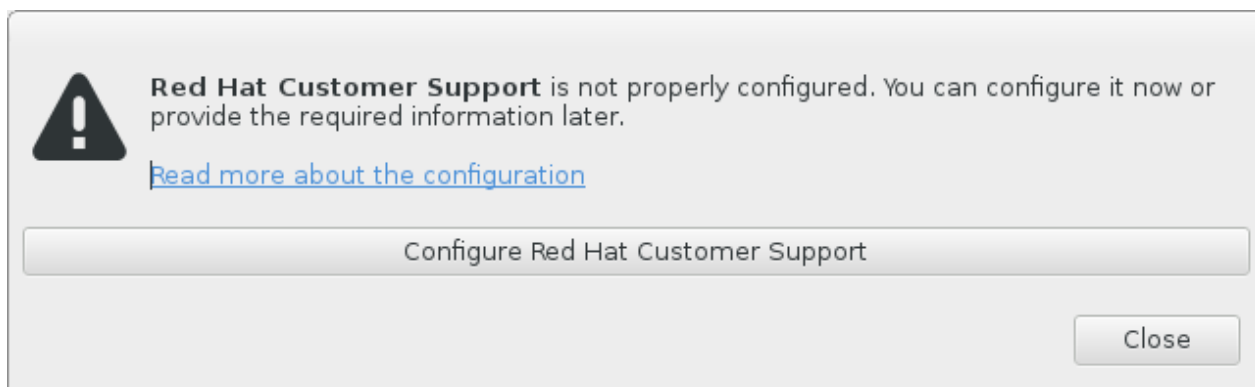 Red Hat Customer Support is not properly configured. You can configure it now or
provide the required information later.
Read more about the configuration
Configure Red Hat Customer Support
Close